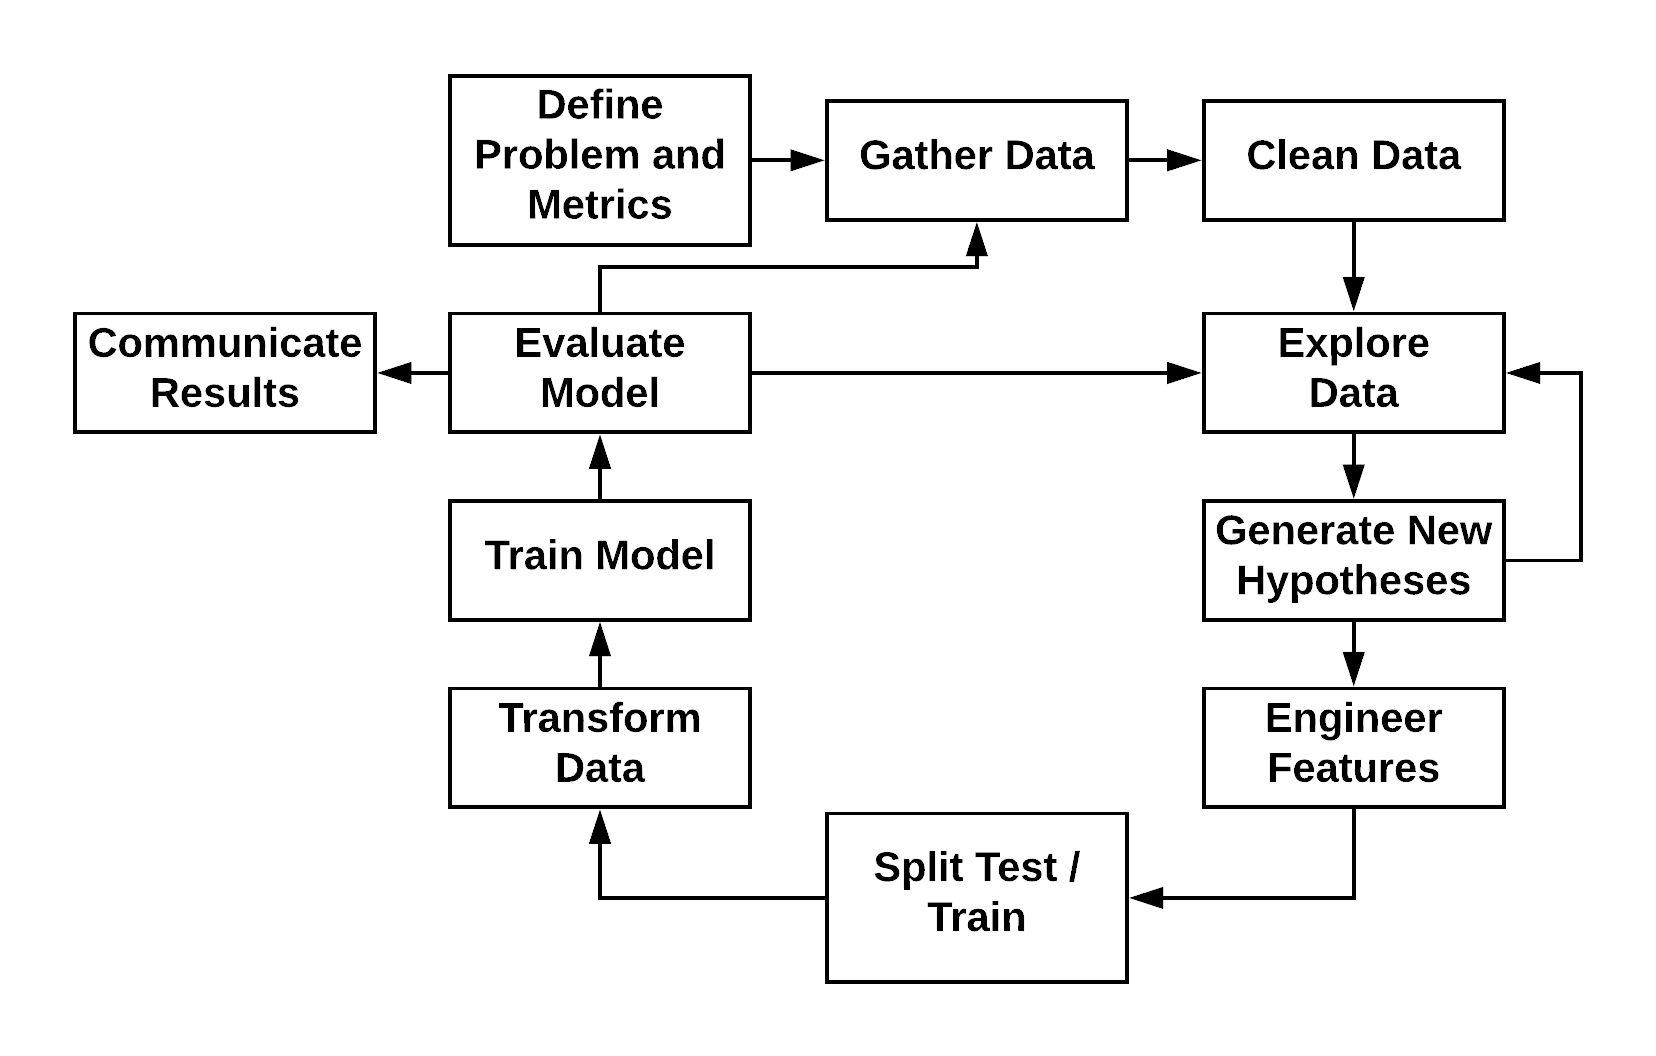 Define
Problem and
Metrics
Gather Data
Clean Data
Communicate
Results
Evaluate
Model
Explore
Data
Train Model
Generate New
Hypotheses
Transform
Data
Engineer
Features
Split Test /
Train